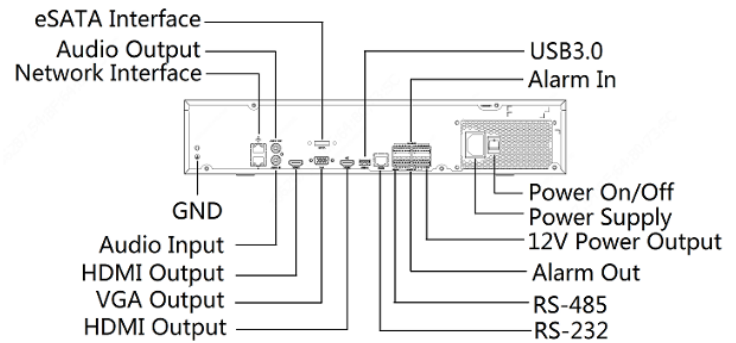 eSATA Interface
Audio Output
Network Interface
USB3.0
Alarm In
GND
Audio Input
HDMI Output
VGA Output
HDMI Output
Power On/Off
Power Supply
12V Power Output
Alarm Out
RS-485
RS-232